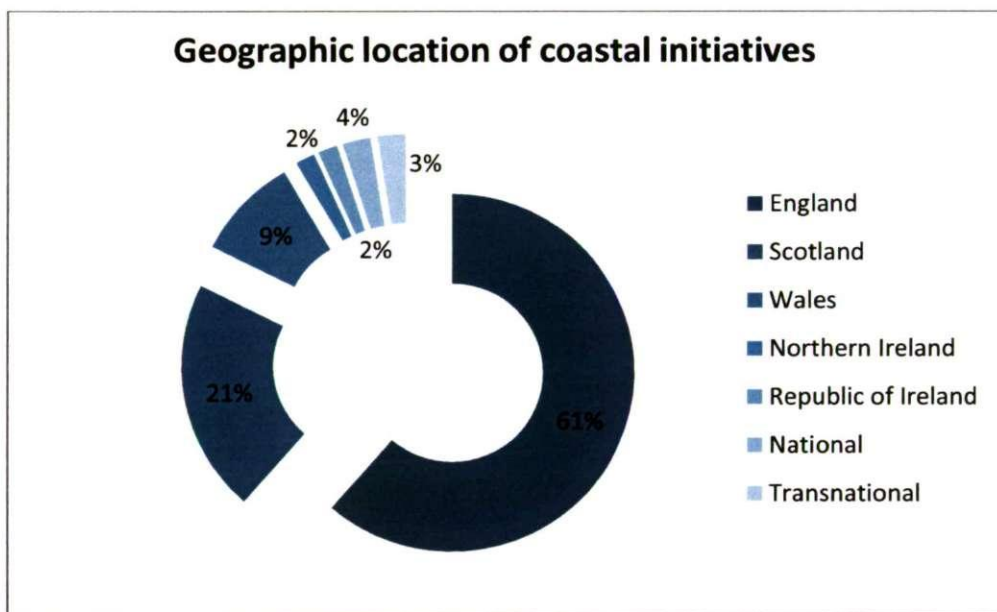 Geographic location of coastal initiatives
2%
4%
3%
9%
2%
21%
61%
England
Scotland
Wales
Northern Ireland
Republic of Ireland
National
Transnational